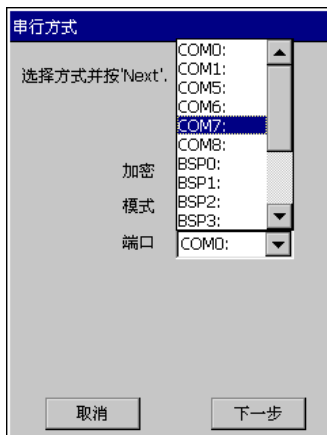 串行方式
选择方式并按'Next'.
COM0:
COM1:
COM5:
COM6:
COM7:
COM8:
BSP0:
BSP1:
BSP2:
BSP3:
加密
模式
端口
COM0:
取消
下一步